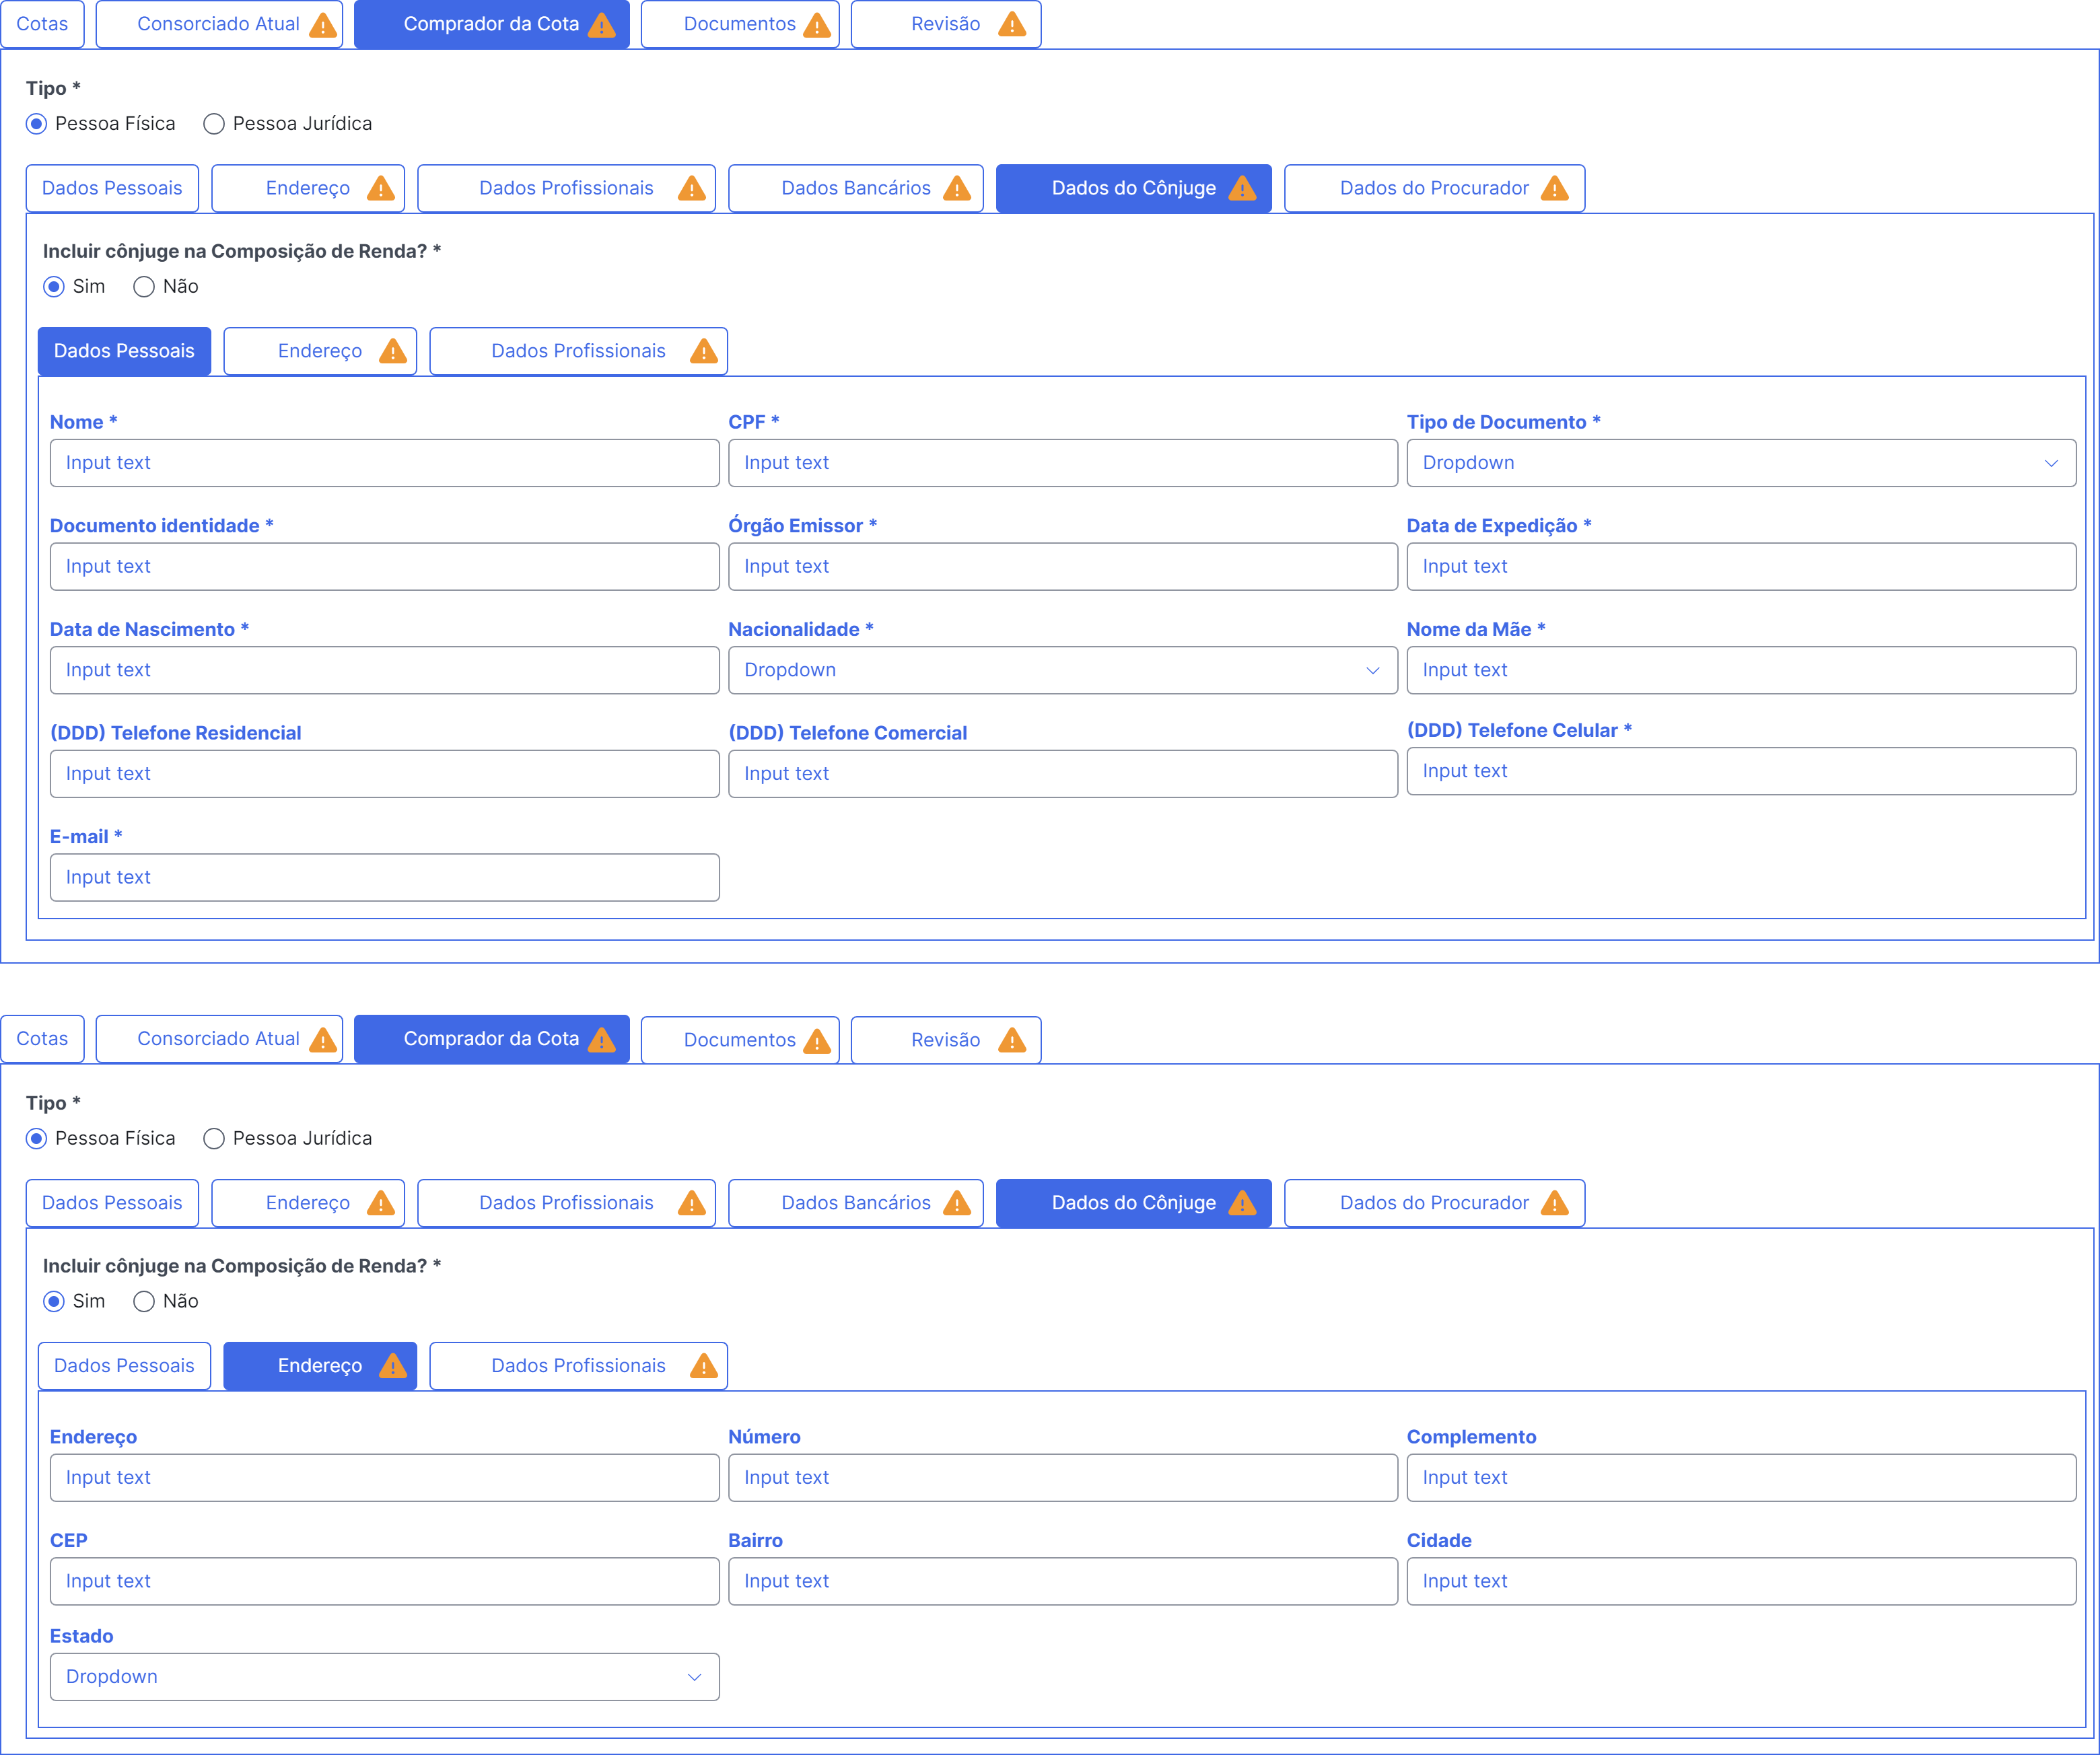 Cotas Consorciado Atual Comprador da Cota Documentos Revisão
Tipo *
Pessoa Física Pessoa Jurídica
Dados Pessoais Endereço Dados Profissionais Dados Bancários Dados do Cônjuge Dados do Procurador
Incluir cônjuge na Composição de Renda? *
Sim Não
Dados Pessoais Endereço Dados Profissionais
Nome * CPF * Tipo de Documento *
Input text Input text Dropdown
Documento identidade * Órgão Emissor * Data de Expedição *
Input text Input text Input text
Data de Nascimento * Nacionalidade * Nome da Mãe *
Input text Dropdown Input text
(DDD) Telefone Residencial (DDD) Telefone Comercial (DDD) Telefone Celular *
Input text Input text Input text
E-mail *
Input text
Cotas Consorciado Atual Comprador da Cota Documentos Revisão
Tipo *
Pessoa Física Pessoa Jurídica
Dados Pessoais Endereço Dados Profissionais Dados Bancários Dados do Cônjuge Dados do Procurador
Incluir cônjuge na Composição de Renda? *
Sim Não
Dados Pessoais Endereço Dados Profissionais
Endereço Número Complemento
Input text Input text Input text
CEP Bairro Cidade
Input text Input text Input text
Estado
Dropdown